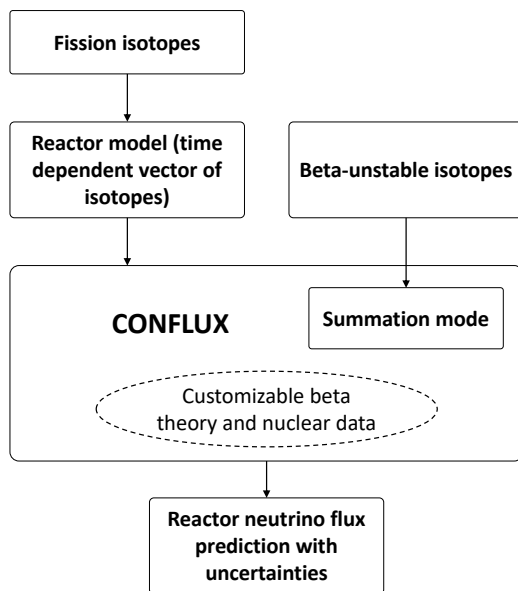 Fission isotopes
Reactor model (time
dependent vector of
isotopes)
Beta-unstable isotopes
CONFLUX
Summation mode
Customizable beta
theory and nuclear data
Reactor neutrino flux
prediction with
uncertainties